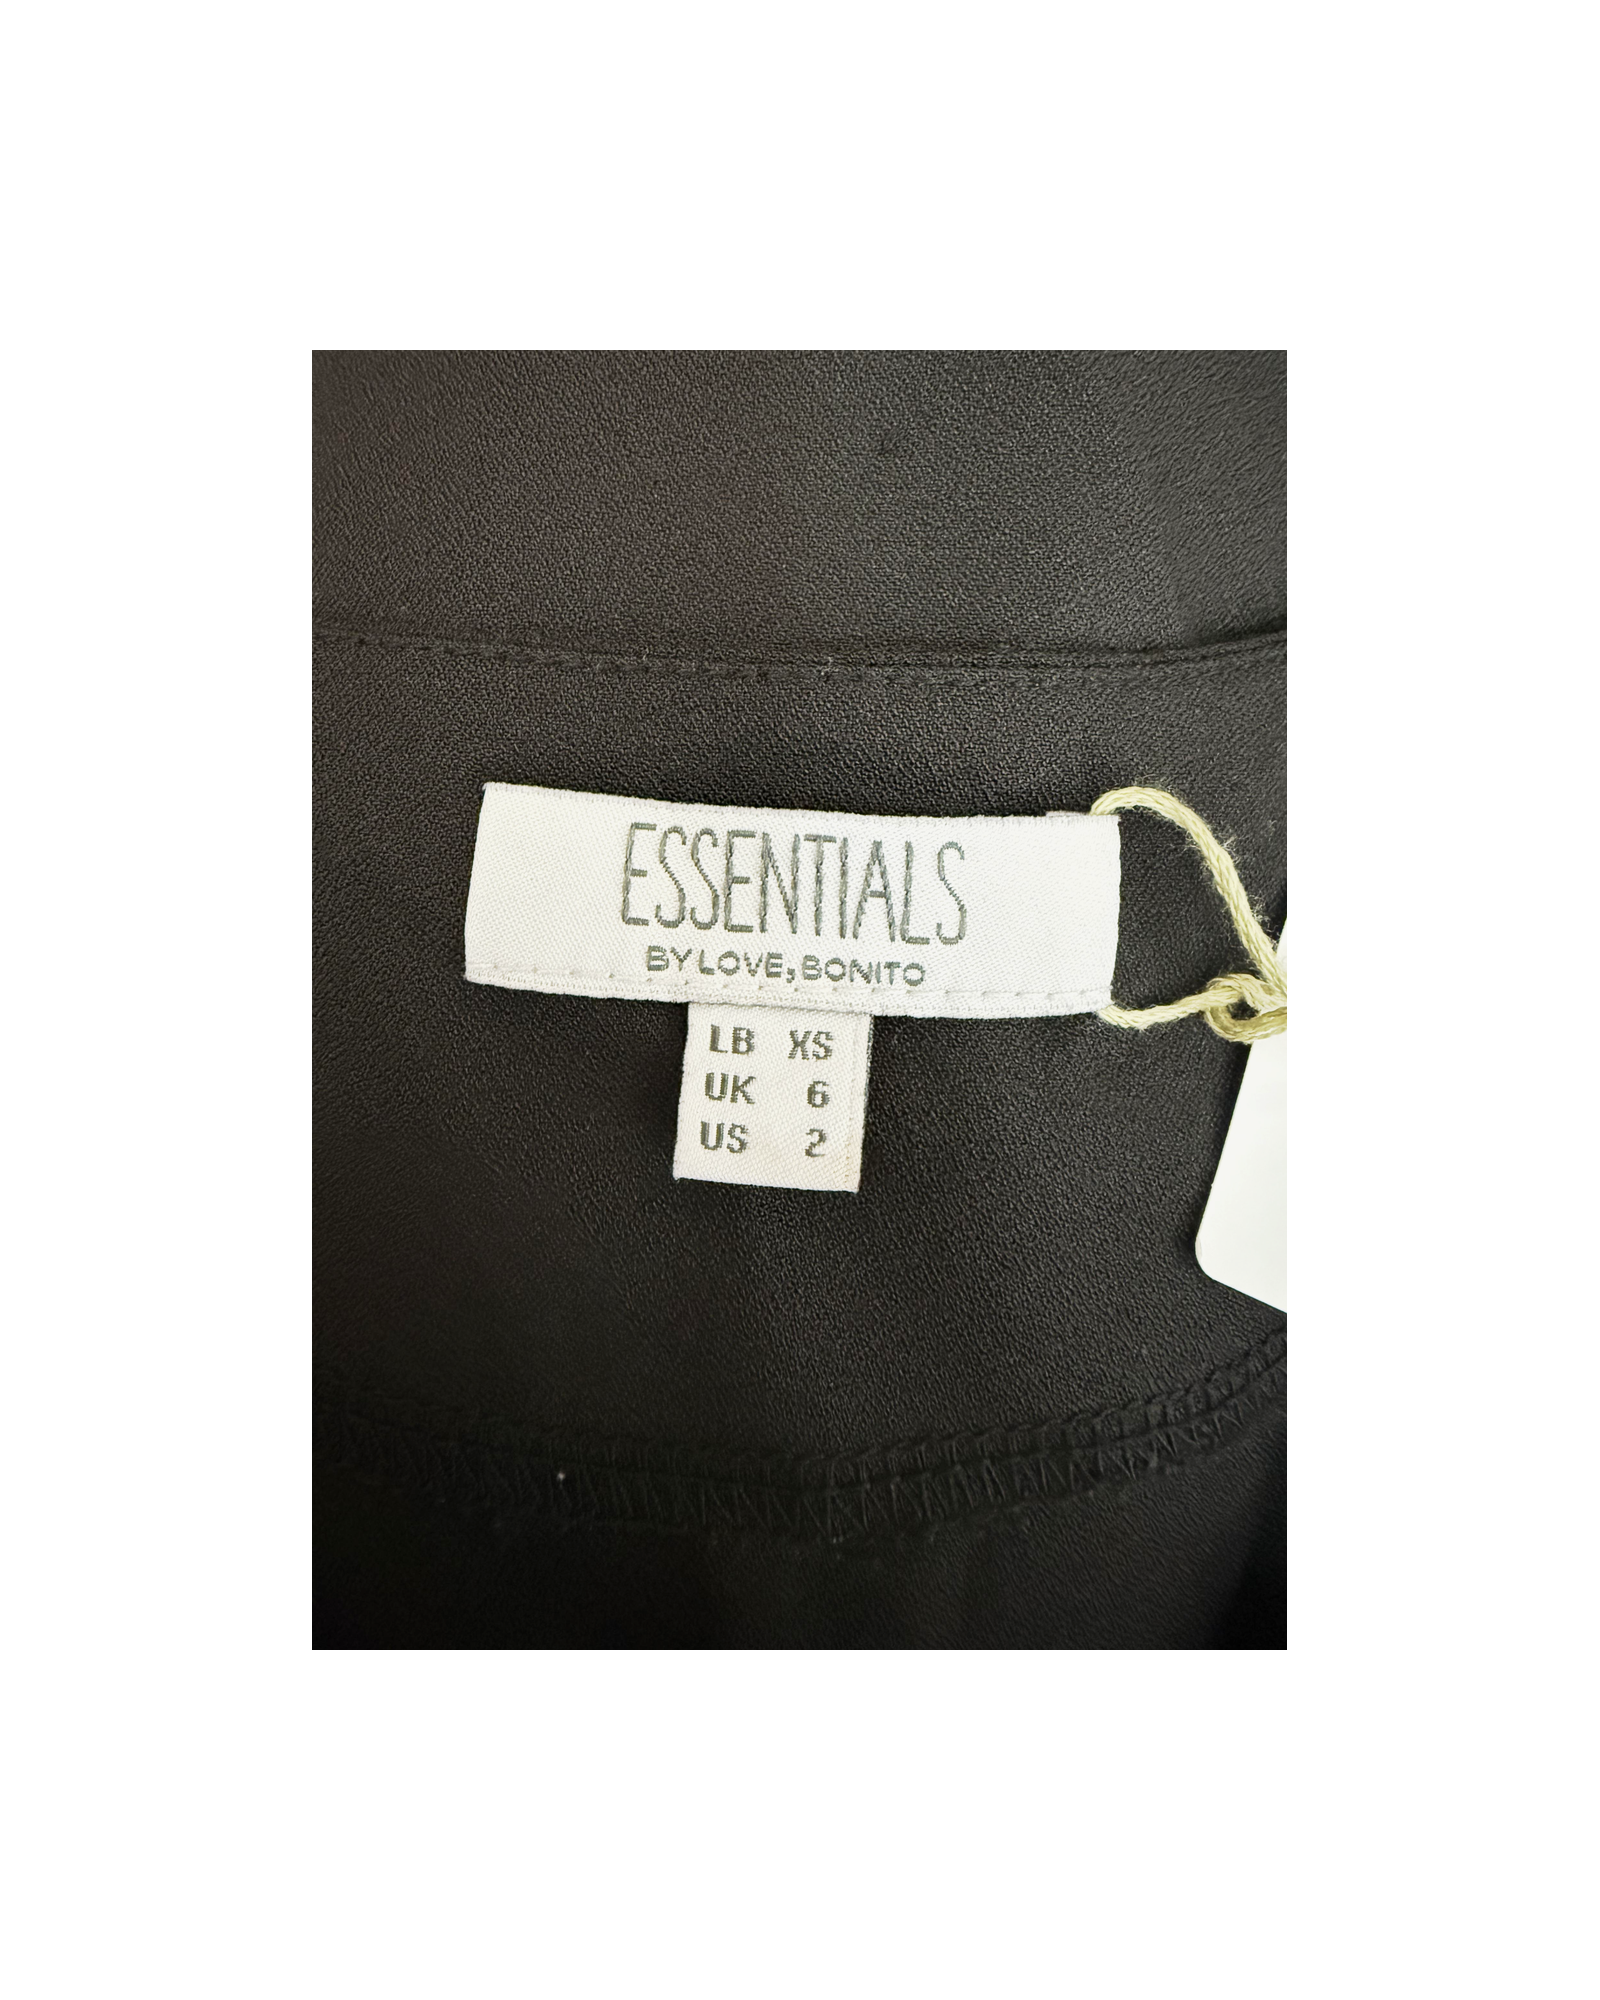 ESSENTIALS
BY LOVE, BONITO
LB XS
UK 6
US 2